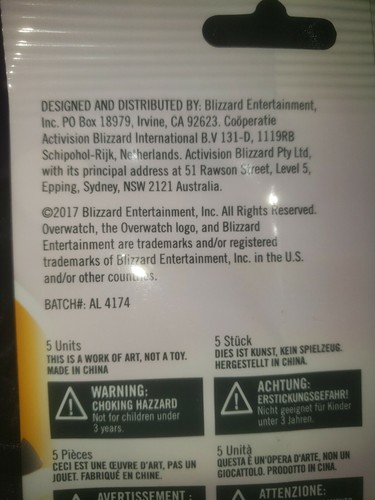 DESIGNED AND DISTRIBUTED BY: Blizzard Entertainment,
Inc. PO Box 18979, Irvine, CA 92623. Coöperatie
Activision Blizzard International B.V 131-D, 1119RB
Schipohol-Rijk, Netherlands. Activision Blizzard Pty Ltd,
with its principal address at 51 Rawson Street, Level 5,
Epping, Sydney, NSW 2121 Australia.
©2017 Blizzard Entertainment, Inc. All Rights Reserved.
Overwatch, the Overwatch logo, and Blizzard
Entertainment are trademarks and/or registered
trademarks of Blizzard Entertainment, Inc. in the U.S.
and/or other countries.
BATCH#: AL 4174
5 Units
THIS IS A WORK OF ART, NOT A TOY.
MADE IN CHINA
WARNING:
CHOKING HAZZARD
Not for children under
3 years.
5 Stück
DIES IST KUNST, KEIN SPIELZEUG.
HERGESTELLT IN CHINA.
ACHTUNG:
ERSTICKUNGSGEFAHR!
Nicht geeignet für Kinder
unter 3 Jahren.
5 Pièces
CECI EST UNE ŒUVRE D'ART, PAS UN
JOUET. FABRIQUÉ EN CHINE.
AVERTISSEMENT :
5 Unità
QUESTA È UN'OPERA D'ARTE, NON UN
GIOCATTOLO. PRODOTTO IN CINA.
ATTENZIONE: